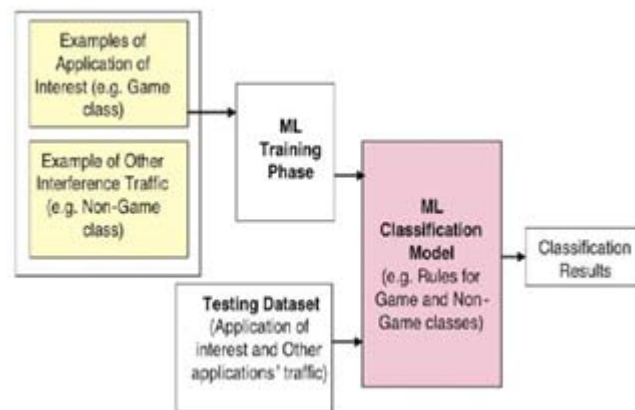 Examples of
Application of
Interest (e.g. Game
class)
Example of Other
Interference Traffic
(e.g. Non-Game
class)
ML
Training
Phase
Testing Dataset
(Application of
interest and Other
applications' traffic)
ML
Classification
Model
(e.g. Rules for
Game and Non-
Game classes)
Classification
Results